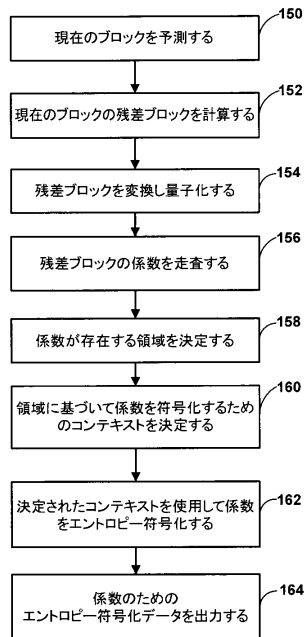 150
現在のブロックを予測する
152
現在のブロックの残差ブロックを計算する
154
残差ブロックを変換し量子化する
156
残差ブロックの係数を走査する
158
係数が存在する領域を決定する
160
領域に基づいて係数を符号化するため
のコンテキストを決定する
162
決定されたコンテキストを使用して係数
をエントロピー符号化する
164
係数のための
エントロピー符号化データを出力する